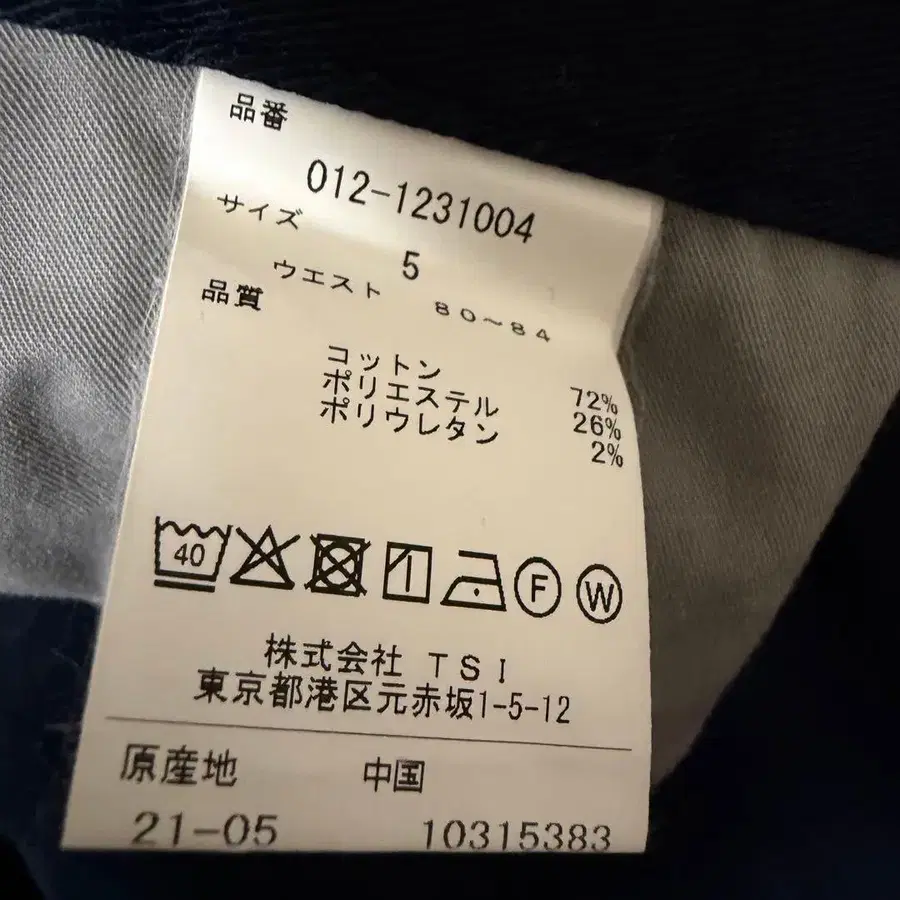 品番
012-1231004
サイズ
5
ウエスト 80~84
品質
コットン 72%
ポリエステル 26%
ポリウレタン 2%
40 F W
株式会社 TSI
東京都港区元赤坂1-5-12
原産地 中国
21-05 10315383